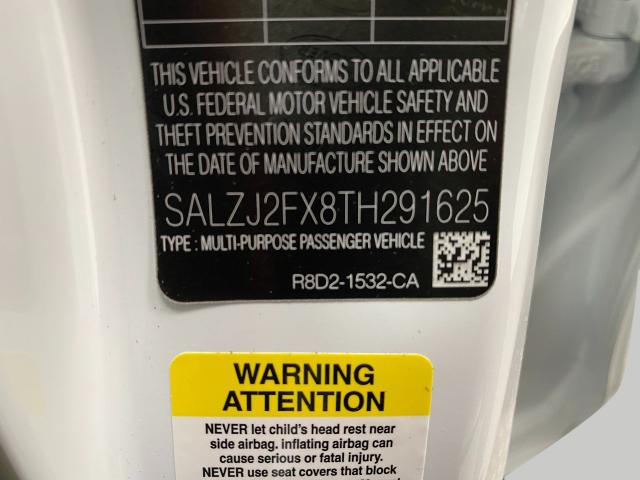 THIS VEHICLE CONFORMS TO ALL APPLICABLE
U.S. FEDERAL MOTOR VEHICLE SAFETY AND
THEFT PREVENTION STANDARDS IN EFFECT ON
THE DATE OF MANUFACTURE SHOWN ABOVE
SALZJ2FX8TH291625
TYPE : MULTI-PURPOSE PASSENGER VEHICLE
R8D2-1532-CA
WARNING
ATTENTION
NEVER let child's head rest near
side airbag. inflating airbag can
cause serious or fatal injury.
NEVER use seat covers that block